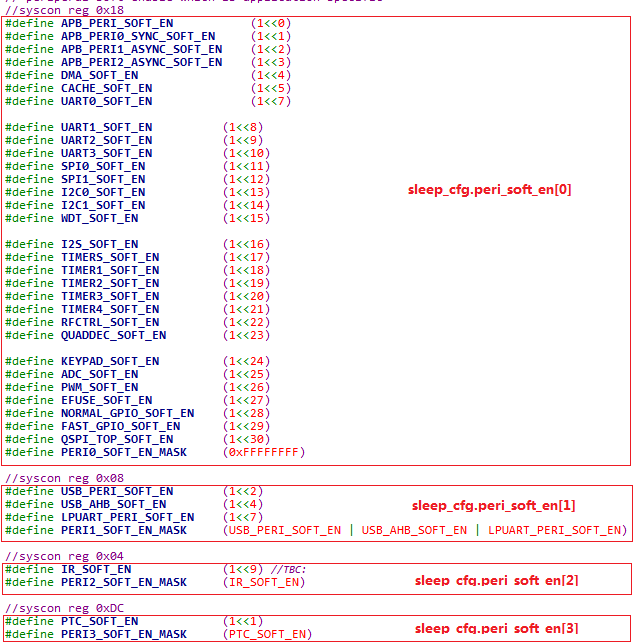 //syscon reg 0x18
#define APB_PERI_SOFT_EN (1<<0)
#define APB_PERI0_SYNC_SOFT_EN (1<<1)
#define APB_PERI1_ASYNC_SOFT_EN (1<<2)
#define APB_PERI2_ASYNC_SOFT_EN (1<<3)
#define DMA_SOFT_EN (1<<4)
#define CACHE_SOFT_EN (1<<5)
#define UART0_SOFT_EN (1<<7)
#define UART1_SOFT_EN (1<<8)
#define UART2_SOFT_EN (1<<9)
#define UART3_SOFT_EN (1<<10)
#define SPI0_SOFT_EN (1<<11)
#define SPI1_SOFT_EN (1<<12)
#define I2C0_SOFT_EN (1<<13)
sleep_cfg.peri_soft_en[0]
#define I2C1_SOFT_EN (1<<14)
#define WDT_SOFT_EN (1<<15)
#define I2S_SOFT_EN (1<<16)
#define TIMERS_SOFT_EN (1<<17)
#define TIMER1_SOFT_EN (1<<18)
#define TIMER2_SOFT_EN (1<<19)
#define TIMER3_SOFT_EN (1<<20)
#define TIMER4_SOFT_EN (1<<21)
#define RFCTRL_SOFT_EN (1<<22)
#define QUADDEC_SOFT_EN (1<<23)
#define KEYPAD_SOFT_EN (1<<24)
#define ADC_SOFT_EN (1<<25)
#define PWM_SOFT_EN (1<<26)
#define EFUSE_SOFT_EN (1<<27)
#define NORMAL_GPIO_SOFT_EN (1<<28)
#define FAST_GPIO_SOFT_EN (1<<29)
#define QSPI_TOP_SOFT_EN (1<<30)
#define PERI0_SOFT_EN_MASK (0xFFFFFFFF)
//syscon reg 0x08
#define USB_PERI_SOFT_EN (1<<2)
#define USB_AHB_SOFT_EN (1<<4)
sleep_cfg.peri_soft_en[1]
#define LPUART_PERI_SOFT_EN (1<<7)
#define PERI1_SOFT_EN_MASK (USB_PERI_SOFT_EN | USB_AHB_SOFT_EN | LPUART_PERI_SOFT_EN)
//syscon reg 0x04
#define IR_SOFT_EN (1<<9) //TBC:
#define PERI2_SOFT_EN_MASK (IR_SOFT_EN)
sleep_cfg.peri_soft_en[2]
//syscon reg 0xDC
#define PTC_SOFT_EN (1<<1)
#define PERI3_SOFT_EN_MASK (PTC_SOFT_EN)
sleep_cfg.peri_soft_en[3]